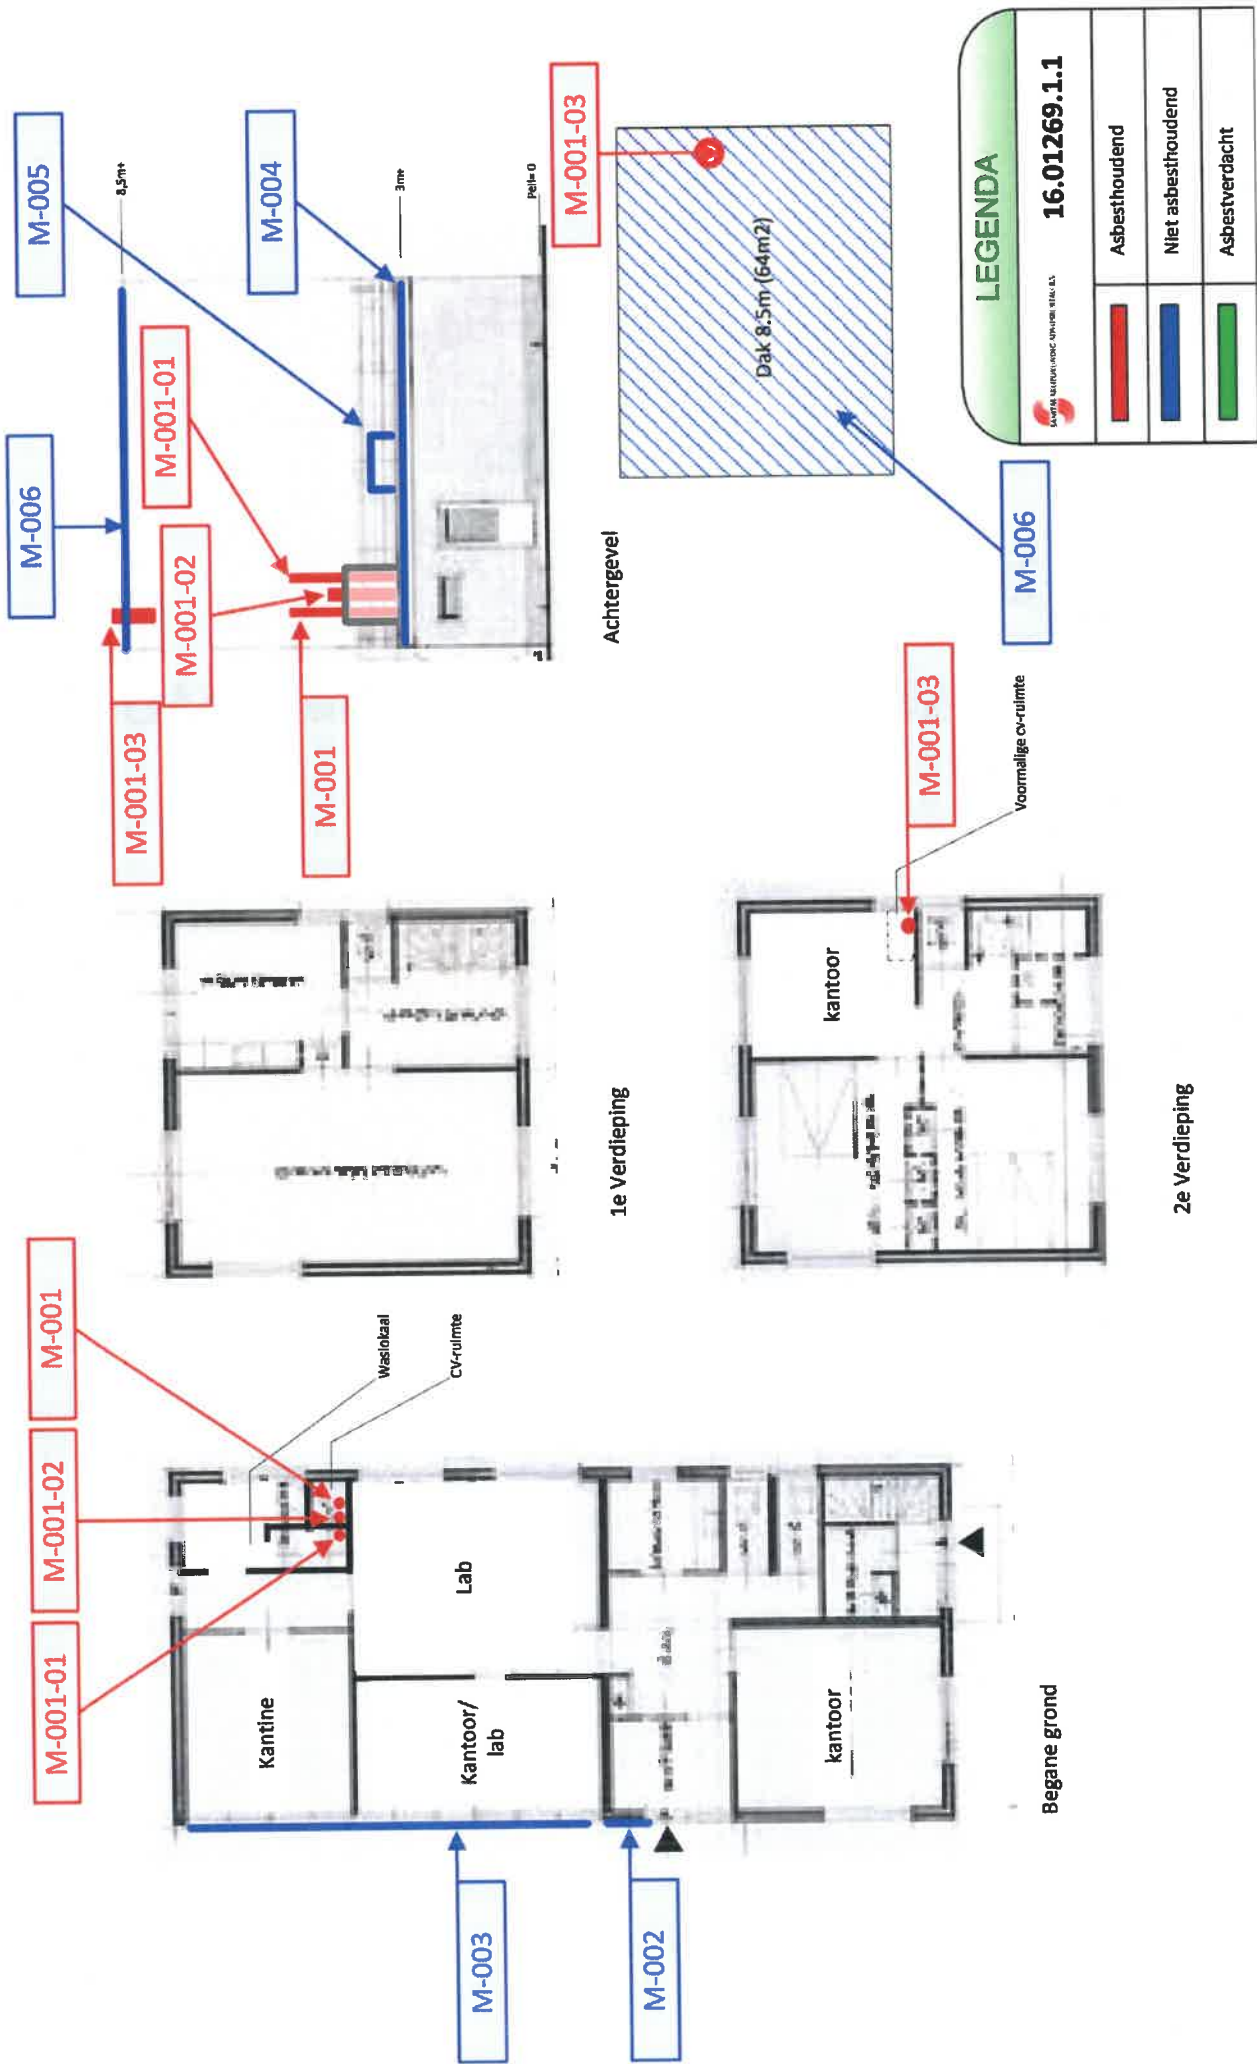 M-001-01
M-001-02
M-001
Kantine
Waslokaal
CV-ruimte
Kantoor/
lab
Lab
kantoor
M-003
M-002
Begane grond
1e Verdieping
kantoor
M-001-03
Voormalige cv-ruimte
2e Verdieping
M-006
M-005
M-001-03
M-001-02
M-001-01
M-001
M-004
8,5m+
3m+
Peil= 0
Achtergevel
M-001-03
Dak 8.5m (64m2)
M-006
LEGENDA
16.01269.1.1
Asbesthoudend
Niet asbesthoudend
Asbestverdacht